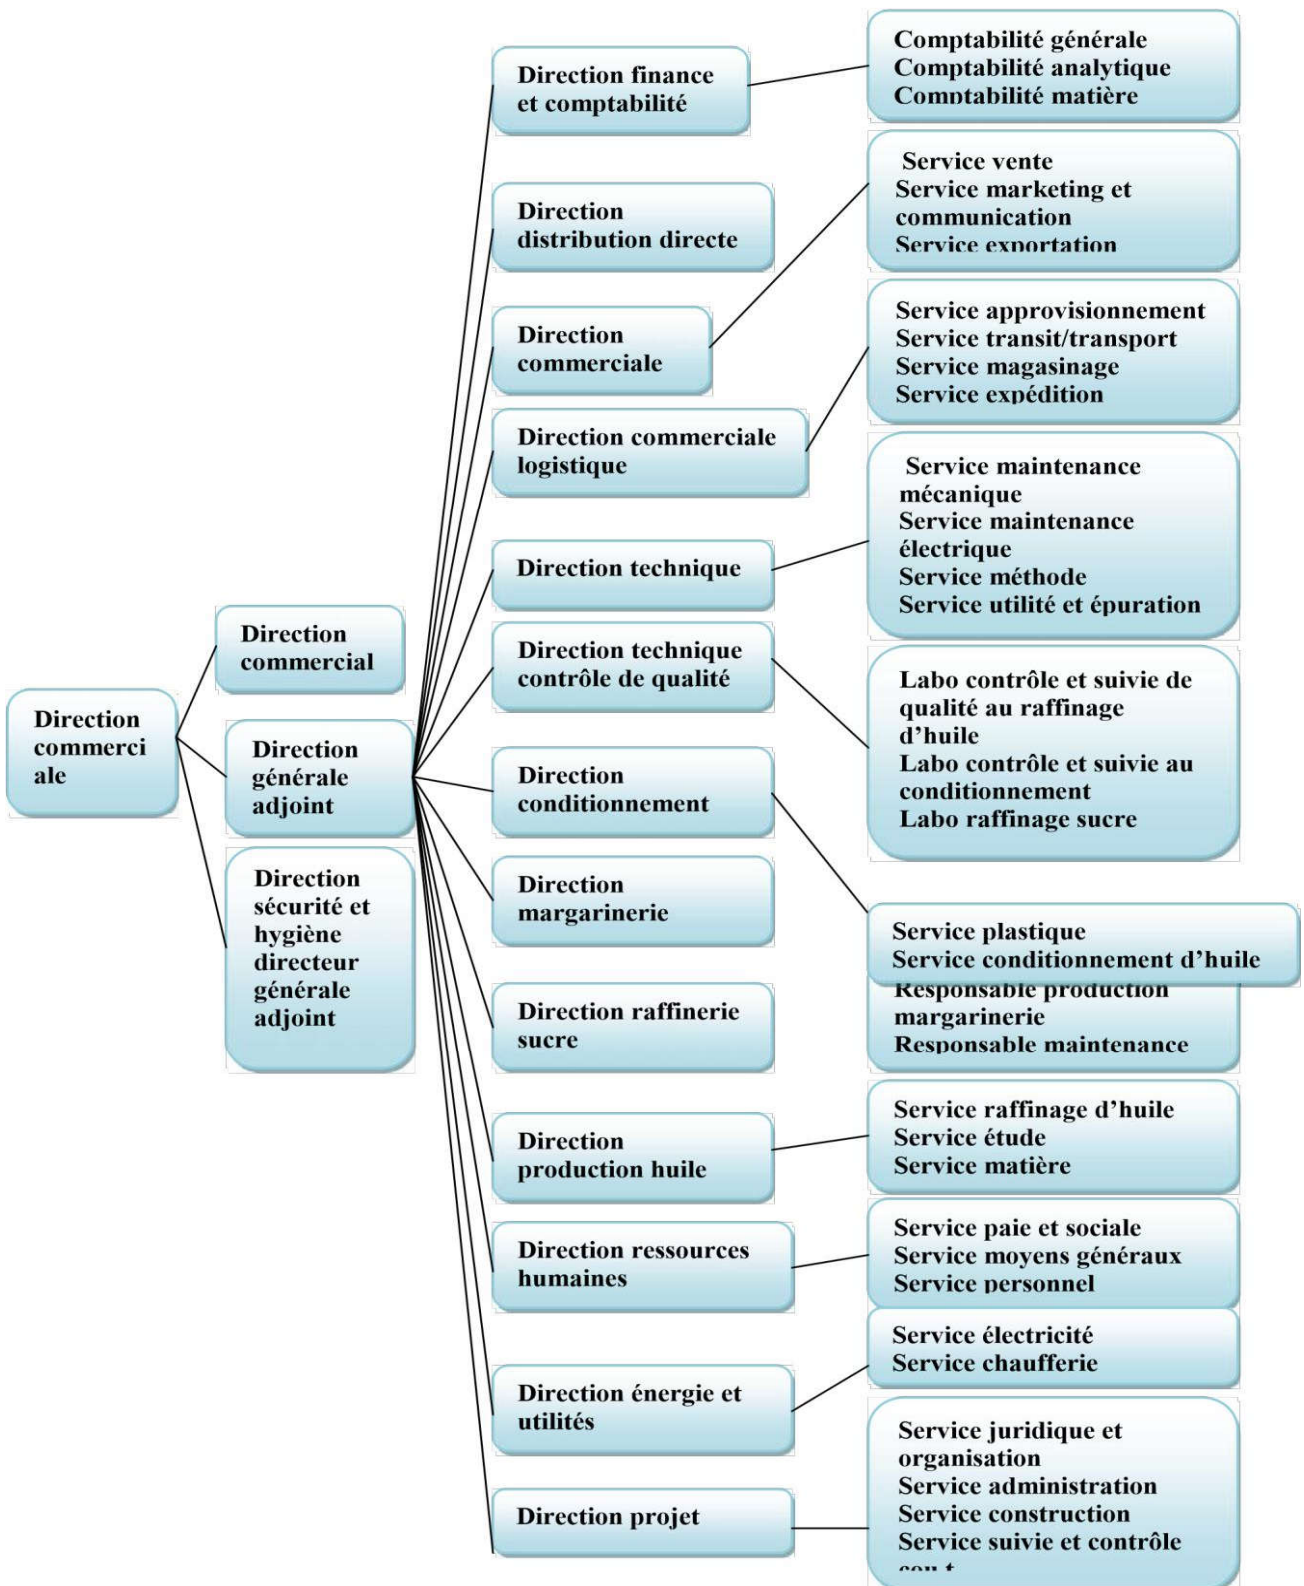 Direction
commerci
ale
Direction
commercial
Direction
générale
adjoint
Direction
sécurité et
hygiène
directeur
générale
adjoint
Direction finance
et comptabilité
Direction
distribution directe
Direction
commerciale
Direction commerciale
logistique
Direction technique
Direction technique
contrôle de qualité
Direction
conditionnement
Direction
margarinerie
Direction raffinerie
sucre
Direction
production huile
Direction ressources
humaines
Direction énergie et
utilités
Direction projet
Comptabilité générale
Comptabilité analytique
Comptabilité matière
Service vente
Service marketing et
communication
Service exportation
Service approvisionnement
Service transit/transport
Service magasinage
Service expédition
Service maintenance
mécanique
Service maintenance
électrique
Service méthode
Service utilité et épuration
Labo contrôle et suivie de
qualité au raffinage
d’huile
Labo contrôle et suivie au
conditionnement
Labo raffinage sucre
Service plastique
Service conditionnement d’huile
Responsable production
margarinerie
Responsable maintenance
Service raffinage d’huile
Service étude
Service matière
Service paie et sociale
Service moyens généraux
Service personnel
Service électricité
Service chaufferie
Service juridique et
organisation
Service administration
Service construction
Service suivie et contrôle